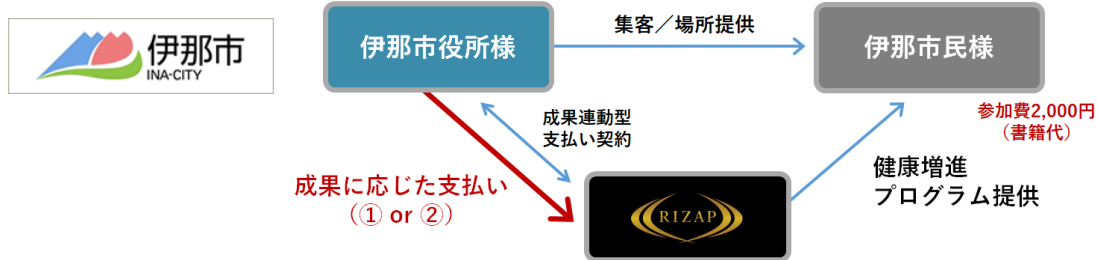 伊那市
INA-CITY
伊那市役所様
集客／場所提供
伊那市民様
参加費2,000円
（書籍代）
成果連動型
支払い契約
成果に応じた支払い
（① or ②）
健康増進
プログラム提供
RIZAP